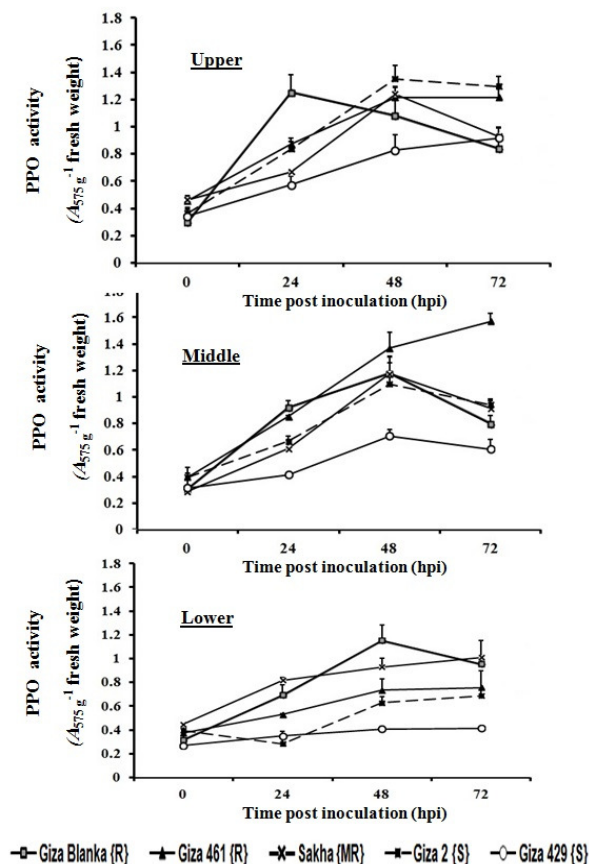 Upper
PPO activity
(A575 g-1 fresh weight)
1.8
1.6
1.4
1.2
1
0.8
0.6
0.4
0.2
0
0 24 48 72
Time post inoculation (hpi)
Middle
PPO activity
(A575 g-1 fresh weight)
1.8
1.6
1.4
1.2
1
0.8
0.6
0.4
0.2
0
0 24 48 72
Time post inoculation (hpi)
Lower
PPO activity
(A575 g-1 fresh weight)
1.8
1.6
1.4
1.2
1
0.8
0.6
0.4
0.2
0
0 24 48 72
Time post inoculation (hpi)
Giza Blanka {R} Giza 461 {R} Sakha {MR} Giza 2 {S} Giza 429 {S}